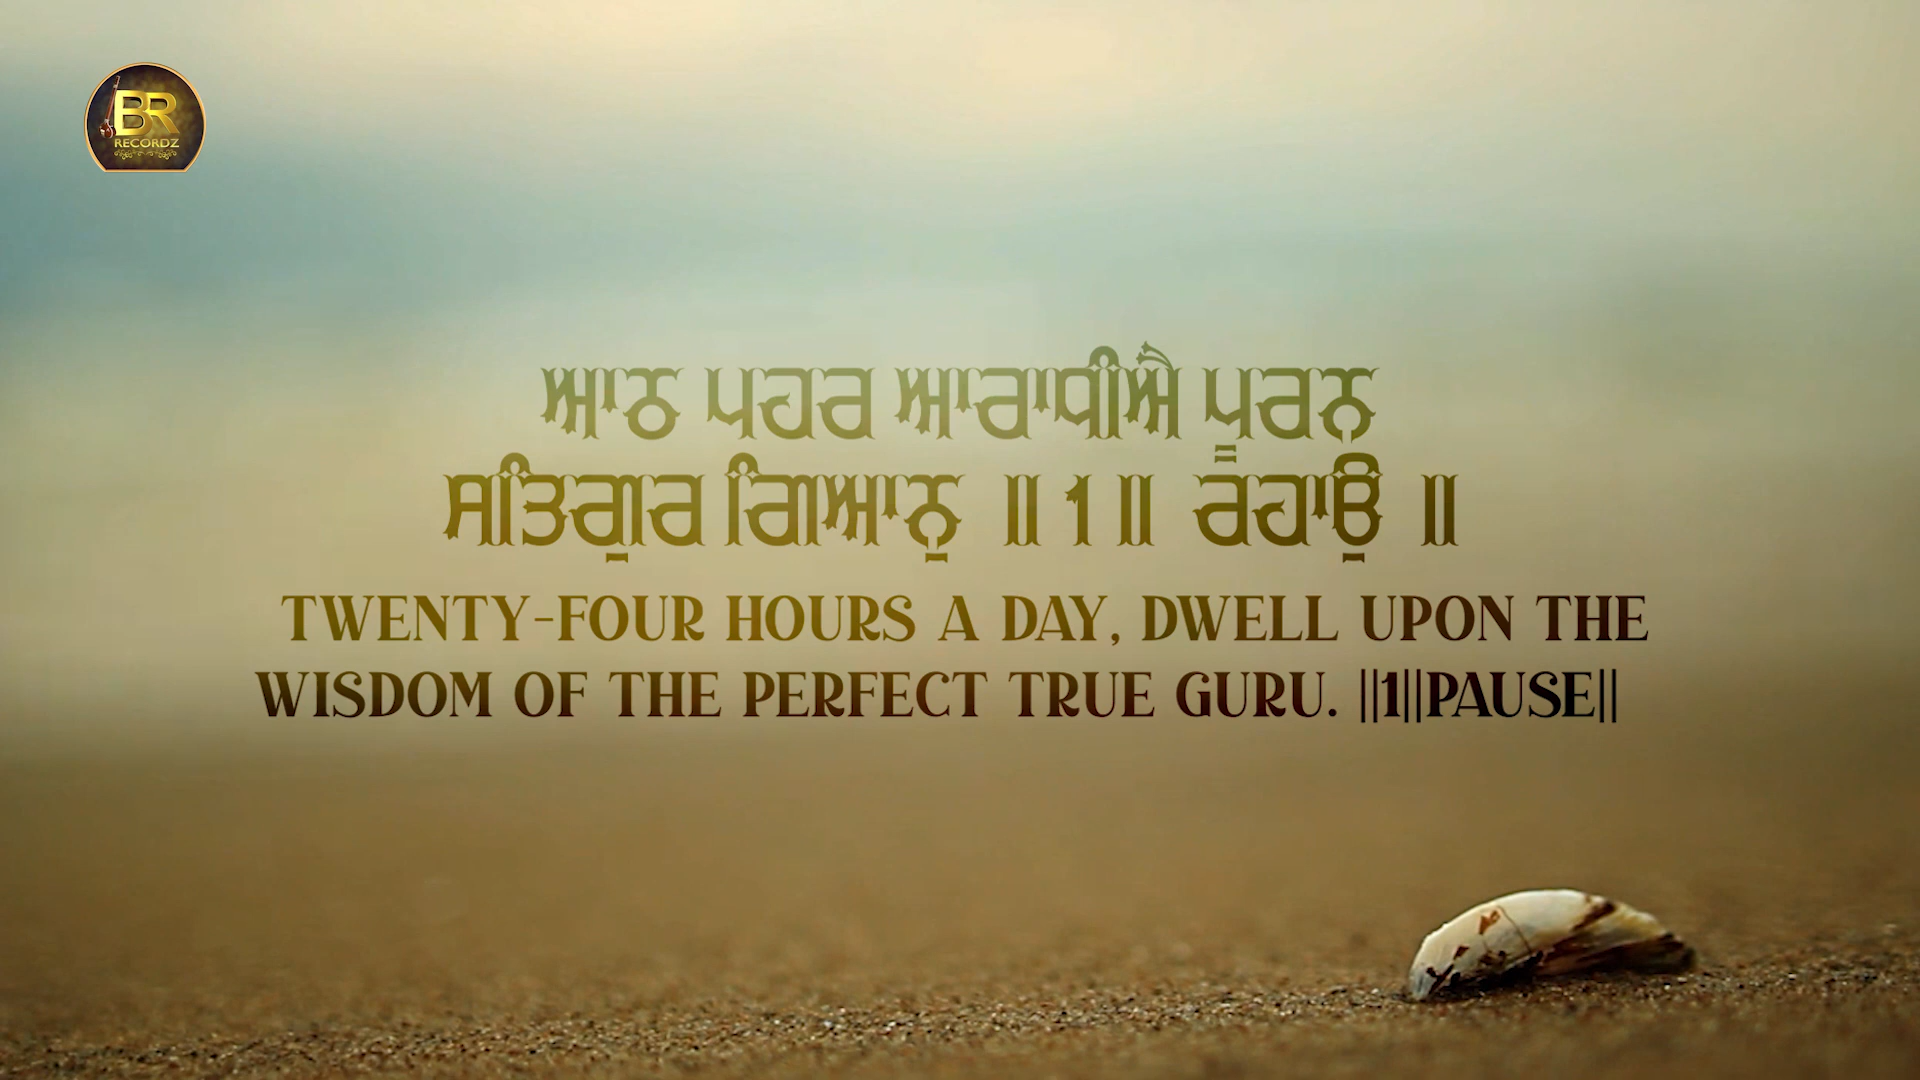 BR
RECORDZ
ਆਠ ਪਹਰ ਆਰਾਧੀਐ ਪੂਰਨ
ਸਤਿਗੁਰ ਗਿਆਨੁ ॥ 1 ॥ ਰਹਾਉ ॥
TWENTY-FOUR HOURS A DAY, DWELL UPON THE
WISDOM OF THE PERFECT TRUE GURU. ||1||PAUSE||